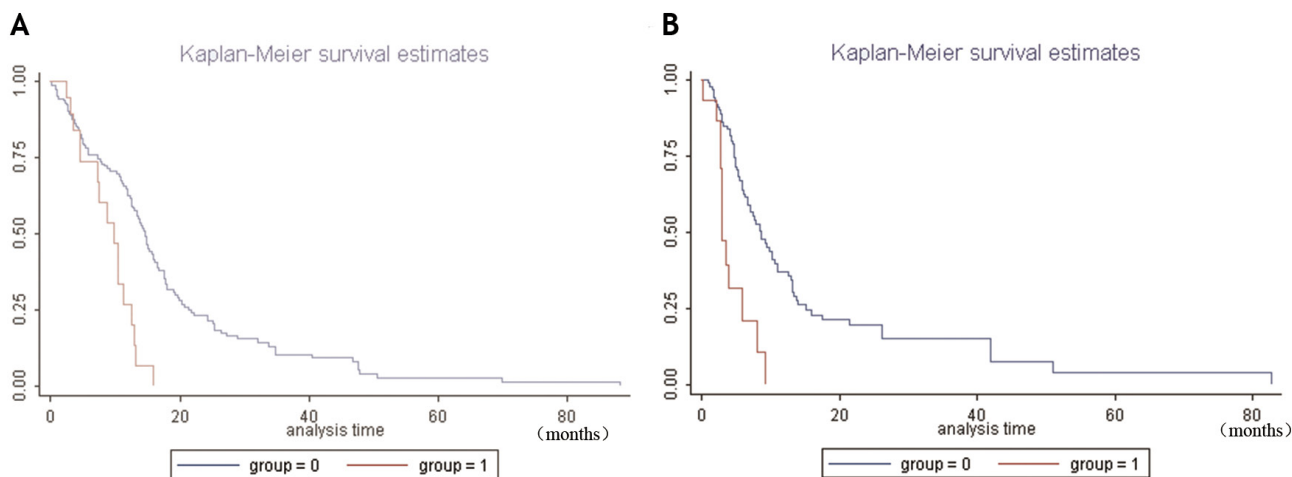 A
Kaplan-Meier survival estimates
1.00
0.75
0.50
0.25
0.00
0 20 40 60 80
analysis time (months)
group = 0 group = 1
B
Kaplan-Meier survival estimates
1.00
0.75
0.50
0.25
0.00
0 20 40 60 80
analysis time (months)
group = 0 group = 1